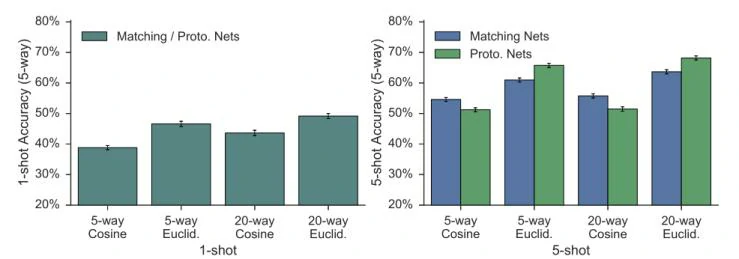 1-shot Accuracy (5-way)
80%
70%
60%
50%
40%
30%
20%
Matching / Proto. Nets
5-way Cosine
5-way Euclid.
20-way Cosine
20-way Euclid.
1-shot
5-shot Accuracy (5-way)
80%
70%
60%
50%
40%
30%
20%
Matching Nets
Proto. Nets
5-way Cosine
5-way Euclid.
20-way Cosine
20-way Euclid.
5-shot